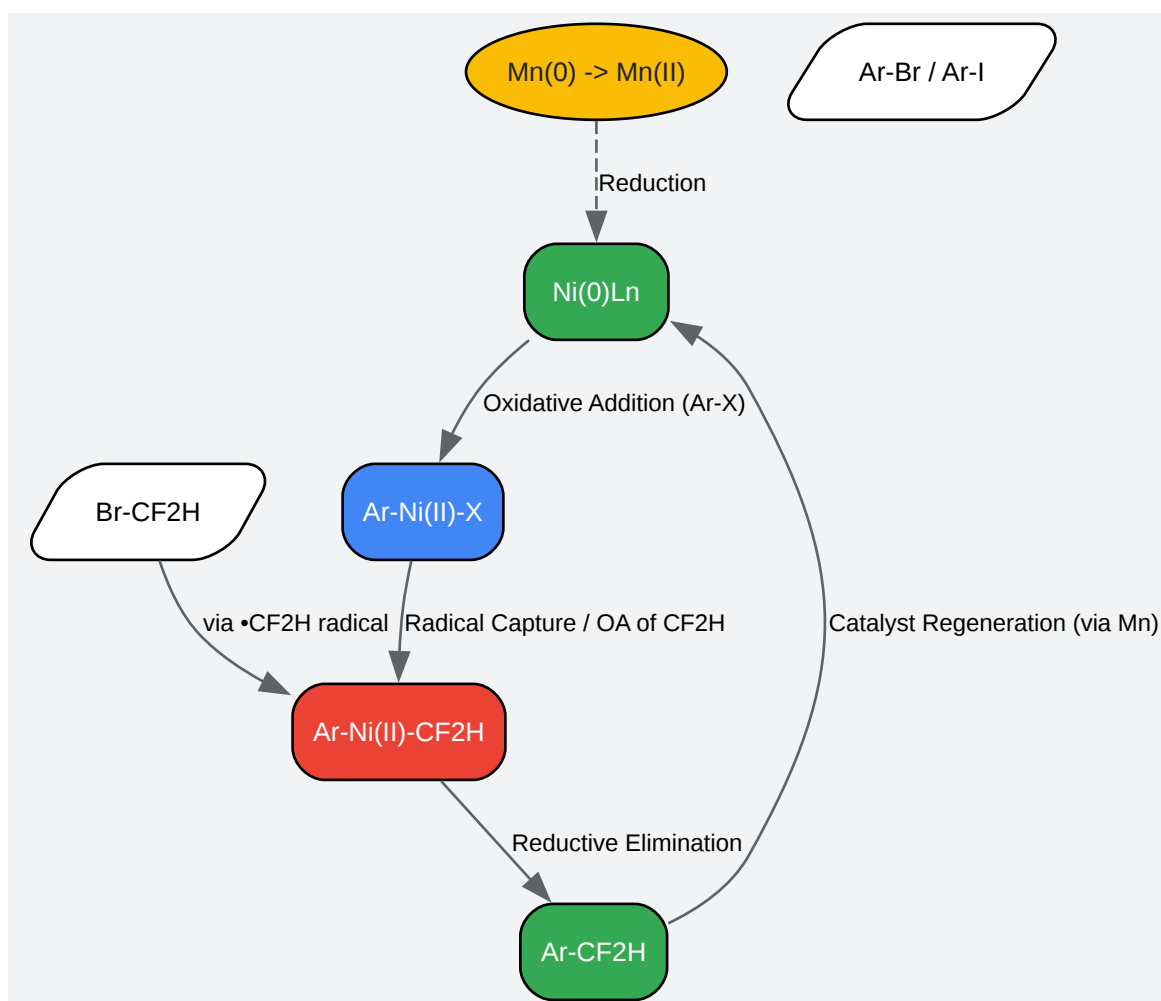 Mn(0) -> Mn(II)
Ar-Br / Ar-I
Reduction
Ni(0)Ln
Oxidative Addition (Ar-X)
Br-CF2H
Ar-Ni(II)-X
via •CF2H radical
Radical Capture / OA of CF2H
Catalyst Regeneration (via Mn)
Ar-Ni(II)-CF2H
Reductive Elimination
Ar-CF2H